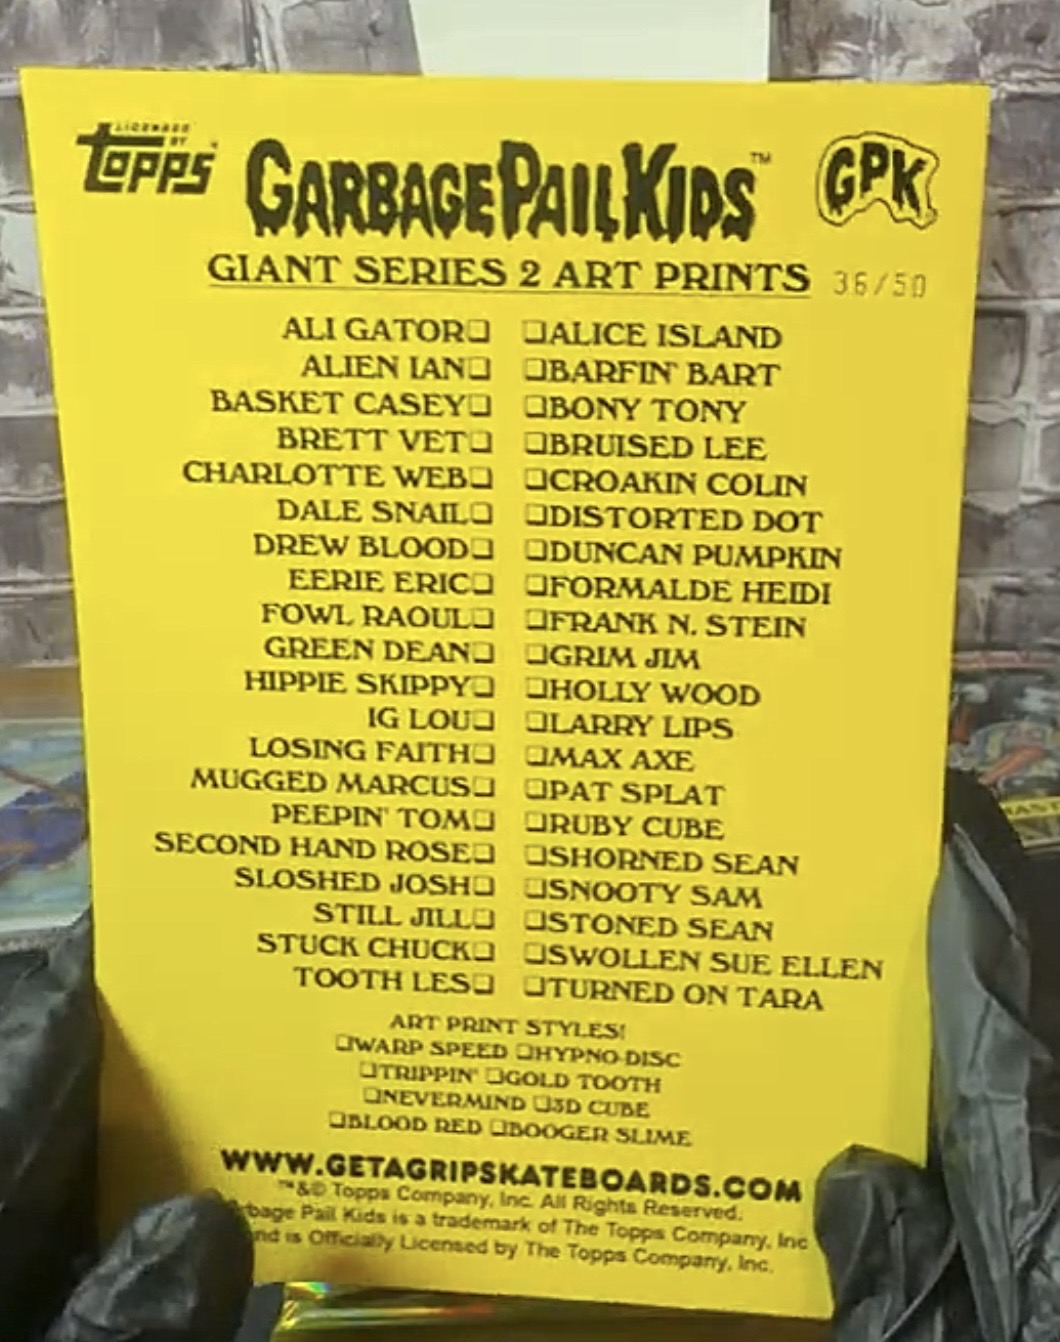 LICENSED
BY
Topps
GARBAGE PAIL KIDS™
GPK
GIANT SERIES 2 ART PRINTS 36/50
ALI GATOR❑ ❑ALICE ISLAND
ALIEN IAN❑ ❑BARFIN' BART
BASKET CASEY❑ ❑BONY TONY
BRETT VET❑ ❑BRUISED LEE
CHARLOTTE WEB❑ ❑CROAKIN COLIN
DALE SNAIL❑ ❑DISTORTED DOT
DREW BLOOD❑ ❑DUNCAN PUMPKIN
EERIE ERIC❑ ❑FORMALDE HEIDI
FOWL RAOUL❑ ❑FRANK N. STEIN
GREEN DEAN❑ ❑GRIM JIM
HIPPIE SKIPPY❑ ❑HOLLY WOOD
IG LOU❑ ❑LARRY LIPS
LOSING FAITH❑ ❑MAX AXE
MUGGED MARCUS❑ ❑PAT SPLAT
PEEPIN' TOM❑ ❑RUBY CUBE
SECOND HAND ROSE❑ ❑SHORNED SEAN
SLOSHED JOSH❑ ❑SNOOTY SAM
STILL JILL❑ ❑STONED SEAN
STUCK CHUCK❑ ❑SWOLLEN SUE ELLEN
TOOTH LES❑ ❑TURNED ON TARA
ART PRINT STYLES!
❑WARP SPEED ❑HYPNO-DISC
❑TRIPPIN' ❑GOLD TOOTH
❑NEVERMIND ❑3D CUBE
❑BLOOD RED ❑BOOGER SLIME
WWW.GETAGRIPSKATEBOARDS.COM
™&© Topps Company, Inc. All Rights Reserved.
rbage Pail Kids is a trademark of The Topps Company, Inc
nd is Officially Licensed by The Topps Company, Inc.